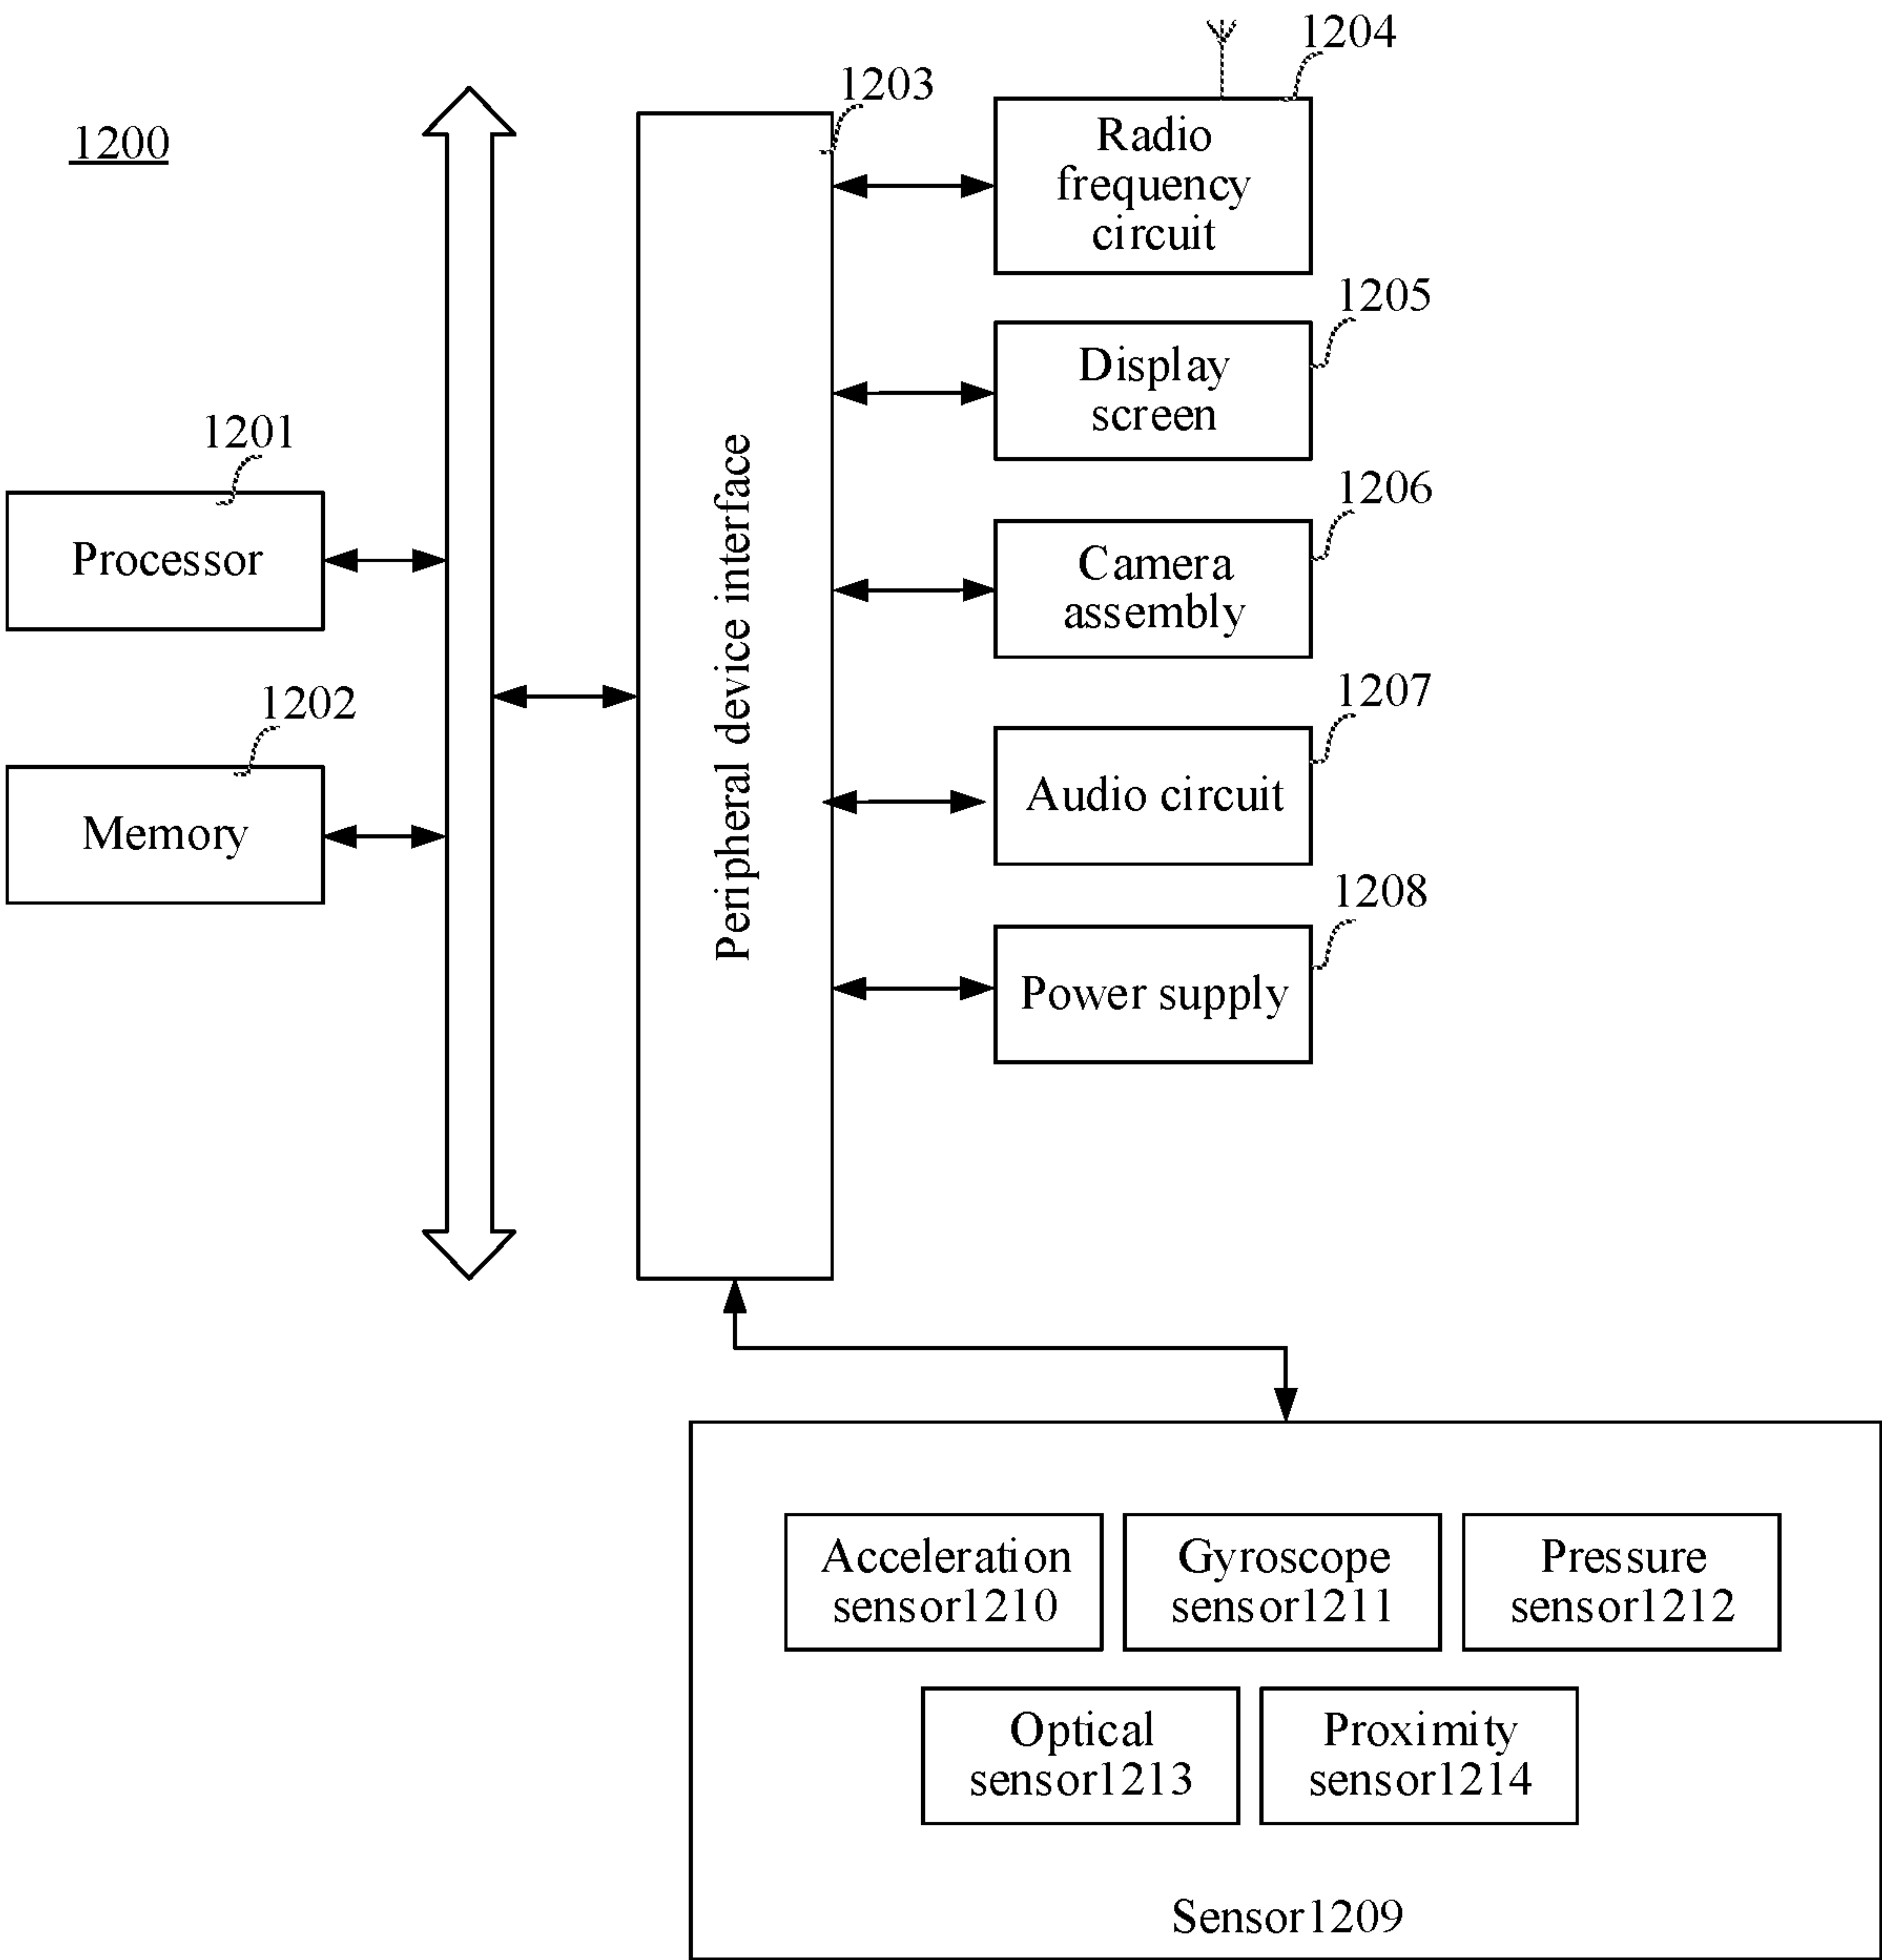 1200
1203
1204
Radio
frequency
circuit
1205
Display
screen
1201
Processor
1206
Camera
assembly
Peripheral device interface
1202
Memory
1207
Audio circuit
1208
Power supply
Acceleration
sensor1210
Gyroscope
sensor1211
Pressure
sensor1212
Optical
sensor1213
Proximity
sensor1214
Sensor1209